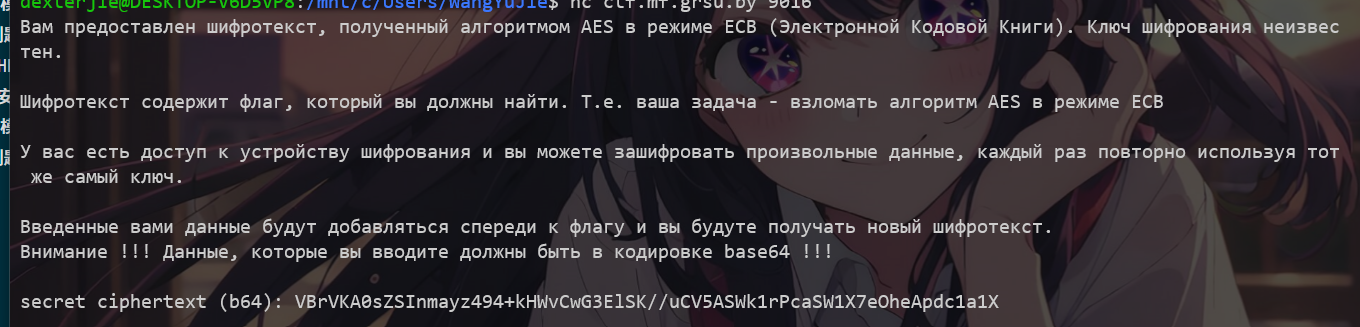 dexterjie@DESKTOP-V6D5VP8:/mnt/c/Users/WangYuJie$ nc ctf.mf.grsu.by 9016
Вам предоставлен шифротекст, полученный алгоритмом AES в режиме ECB (Электронной Кодовой Книги). Ключ шифрования неизвес
тен.
Шифротекст содержит флаг, который вы должны найти. Т.е. ваша задача - взломать алгоритм AES в режиме ECB
У вас есть доступ к устройству шифрования и вы можете зашифровать произвольные данные, каждый раз повторно используя тот
же самый ключ.
Введенные вами данные будут добавляться спереди к флагу и вы будуте получать новый шифротекст.
Внимание !!! Данные, которые вы вводите должны быть в кодировке base64 !!!
secret ciphertext (b64): VBrVKA0sZSInmayz494+kHWvCwG3ElSK//uCV5ASWk1rPcaSW1X7eOheApdc1a1X